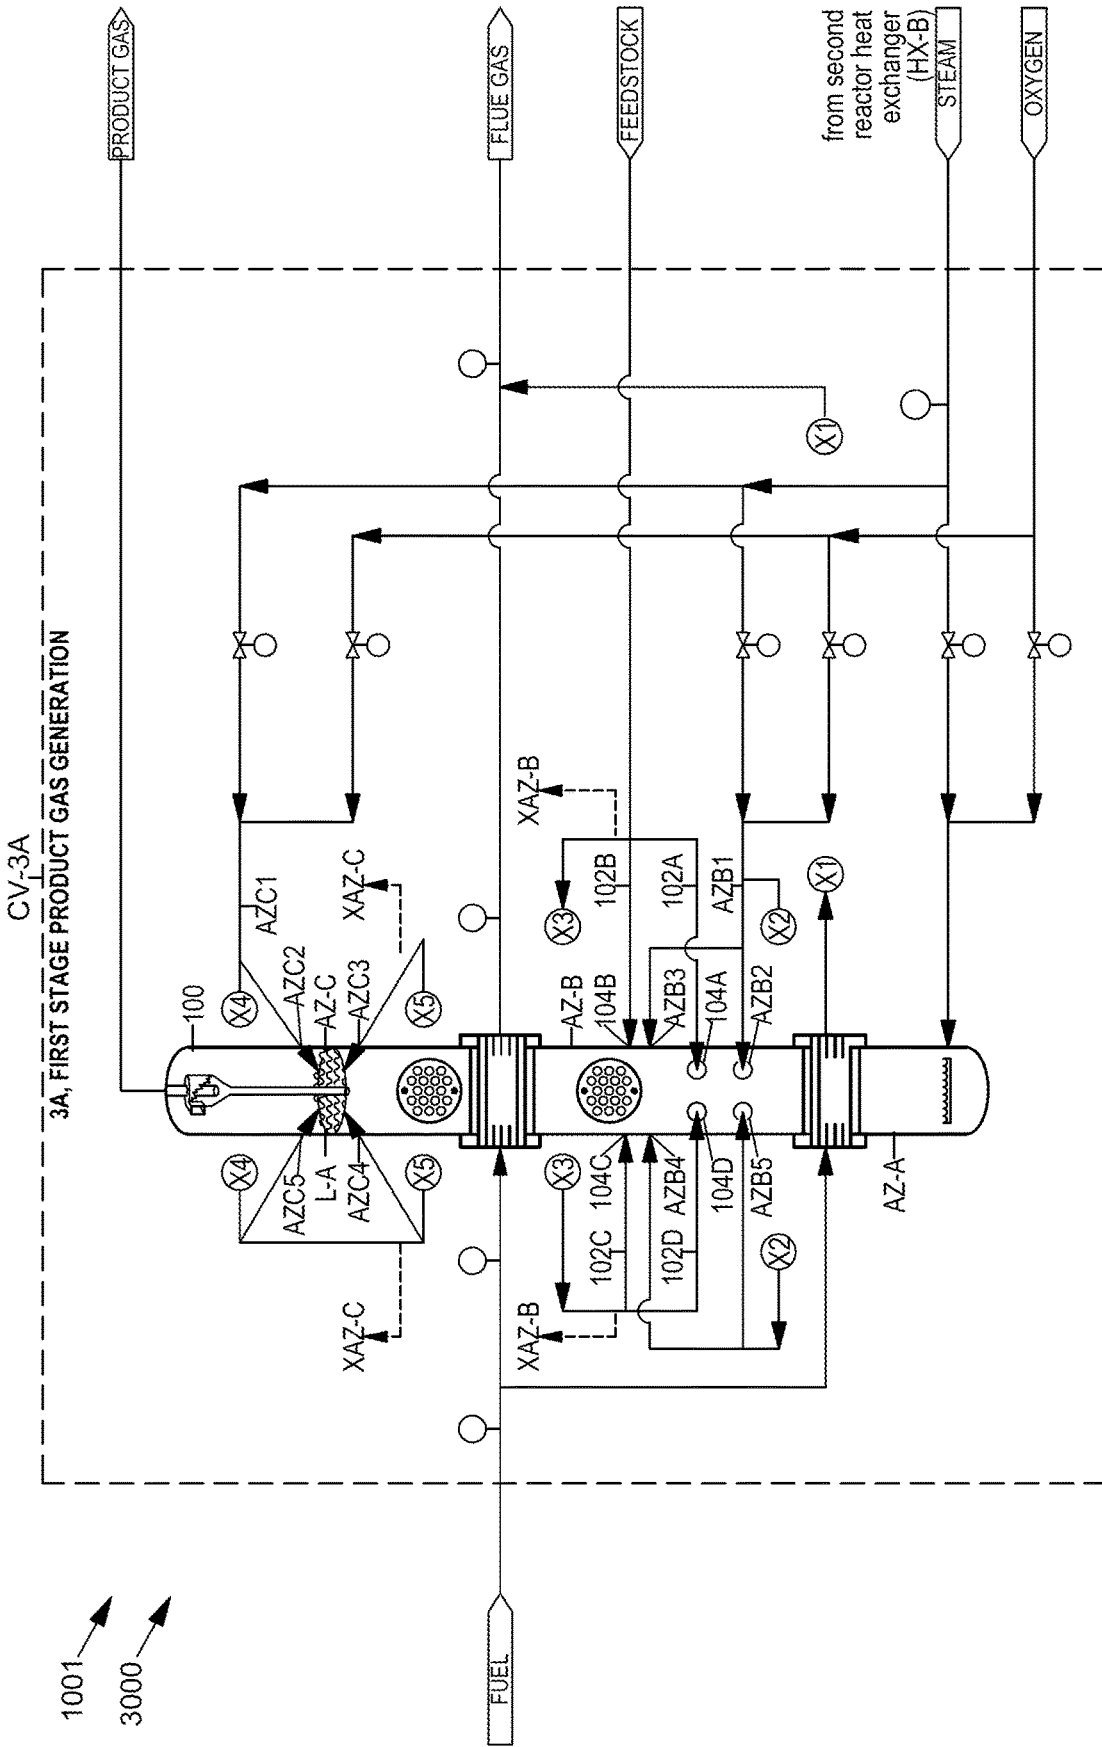 CV-3A
3A, FIRST STAGE PRODUCT GAS GENERATION
1001
3000
PRODUCT GAS
FLUE GAS
FEEDSTOCK
from second
reactor heat
exchanger
(HX-B)
STEAM
OXYGEN
FUEL
100
X4
AZC1
AZC2
AZ-C
AZC3
XAZ-C
X5
X4
AZC5
L-A
AZC4
X5
XAZ-C
X1
XAZ-B
X3
102B
102A
AZB1
X2
X1
AZ-B
104B
AZB3
104A
AZB2
X3
104C
AZB4
104D
AZB5
102C
102D
X2
XAZ-B
AZ-A